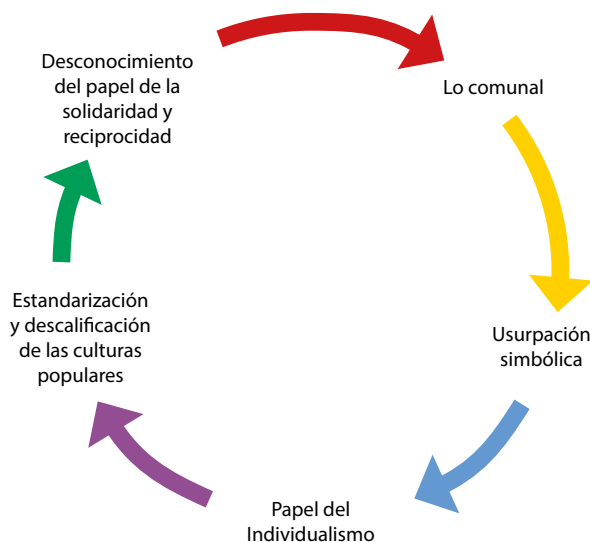 Desconocimiento
del papel de la
solidaridad y
reciprocidad
Lo comunal
Usurpación
simbólica
Papel del
Individualismo
Estandarización
y descalificación
de las culturas
populares